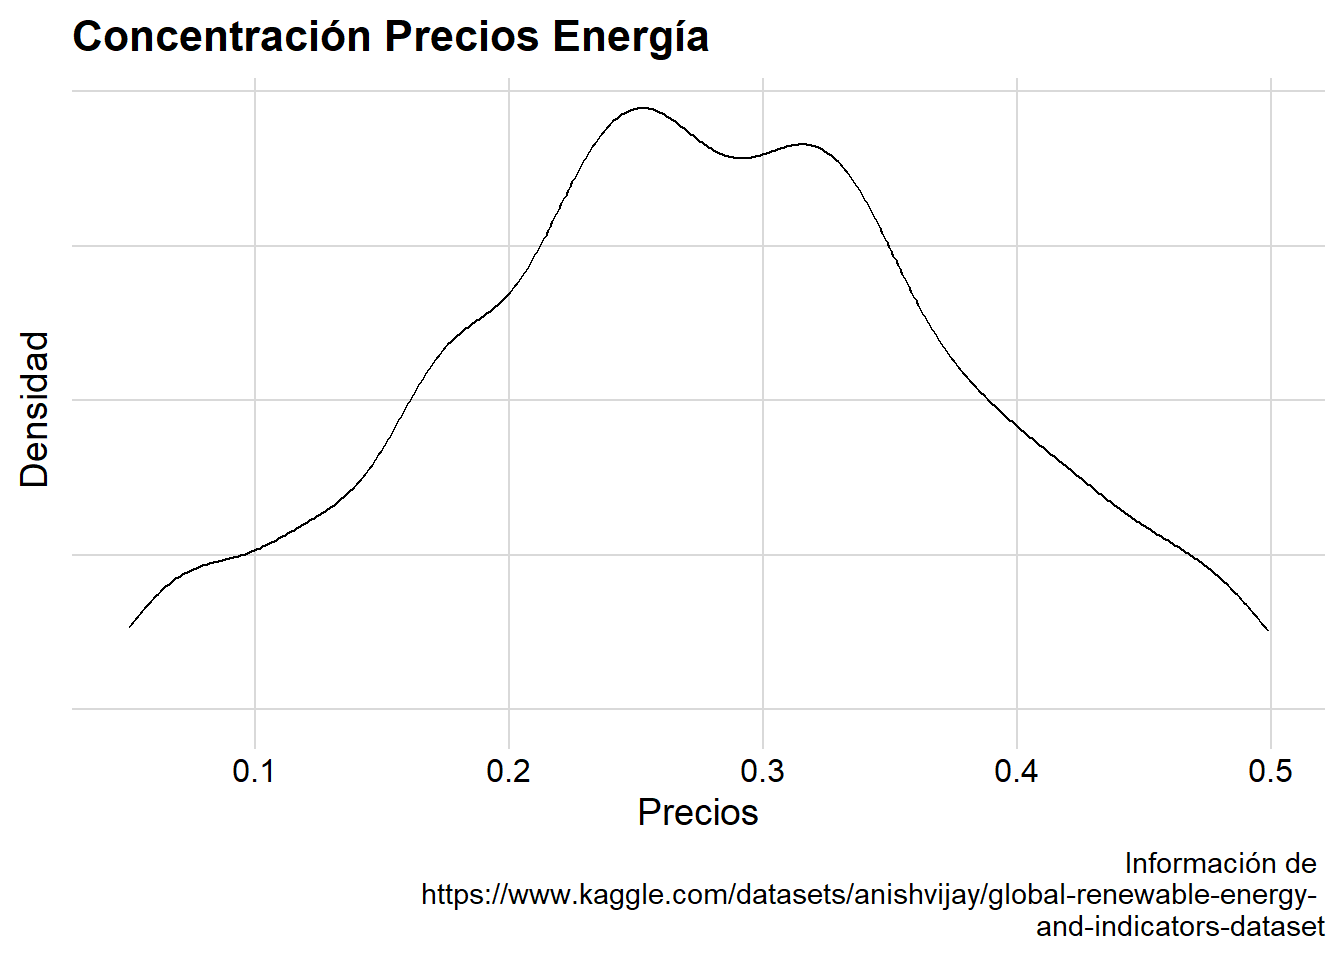 Concentración Precios Energía
Densidad
0.1 0.2 0.3 0.4 0.5
Precios
Información de
https://www.kaggle.com/datasets/anishvijay/global-renewable-energy-
and-indicators-dataset